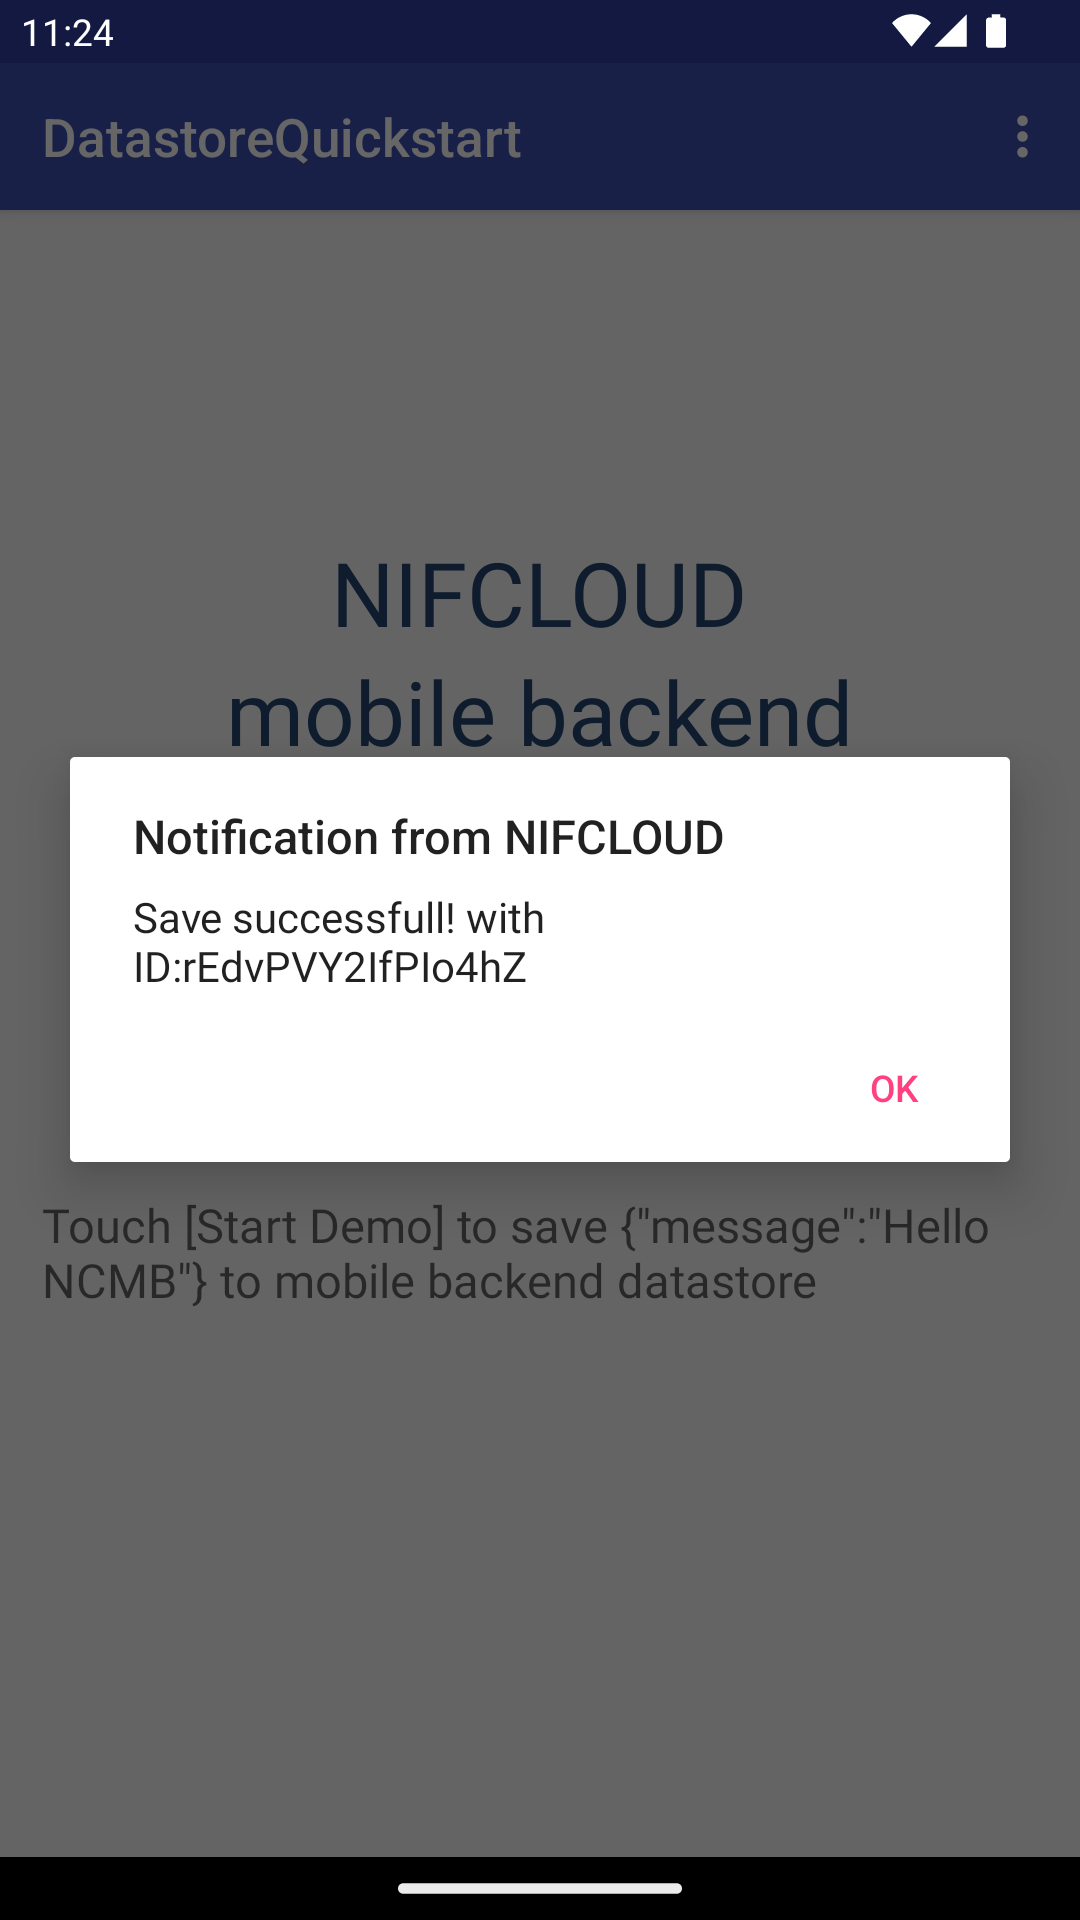 11:24
DatastoreQuickstart
NIFCLOUD
mobile backend
Notification from NIFCLOUD
Save successfull! with
ID:rEdvPVY2IfPIo4hZ
OK
Touch [Start Demo] to save {"message":"Hello
NCMB"} to mobile backend datastore